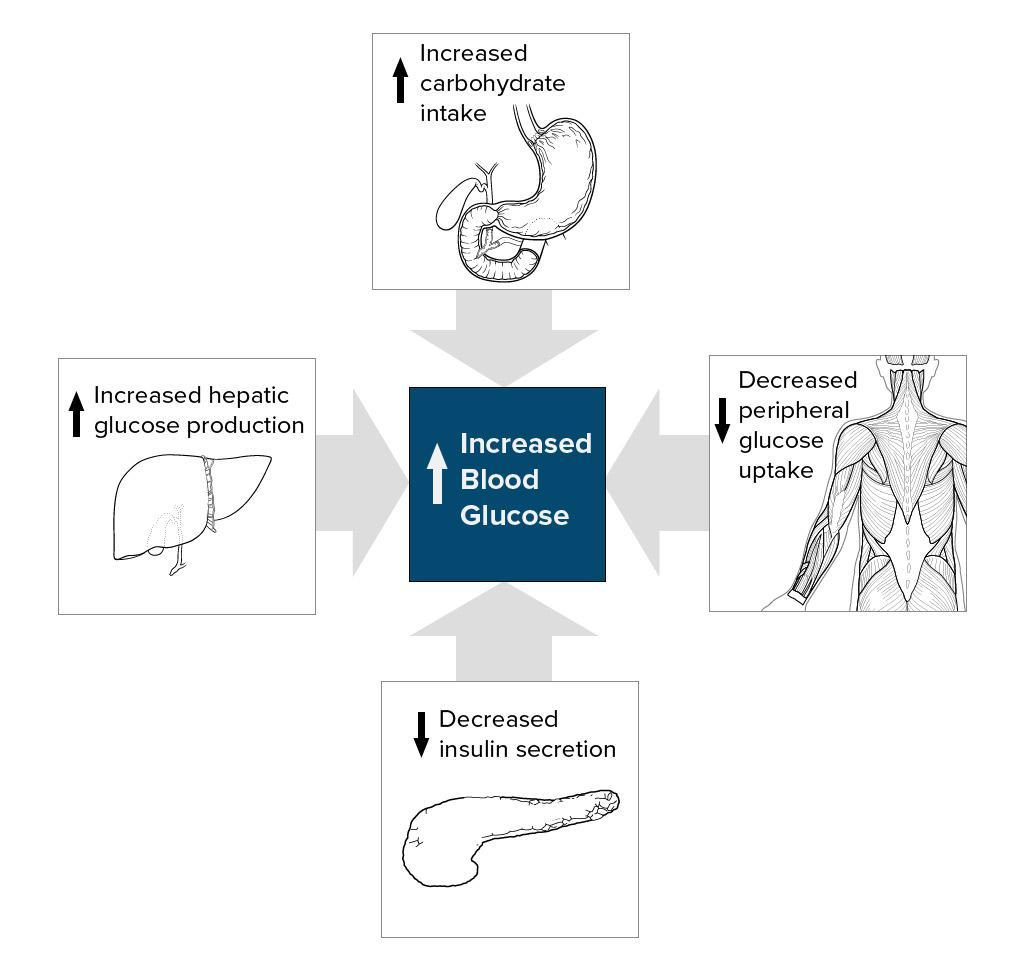 Increased
carbohydrate
intake
Increased hepatic
glucose production
Increased
Blood
Glucose
Decreased
peripheral
glucose
uptake
Decreased
insulin secretion